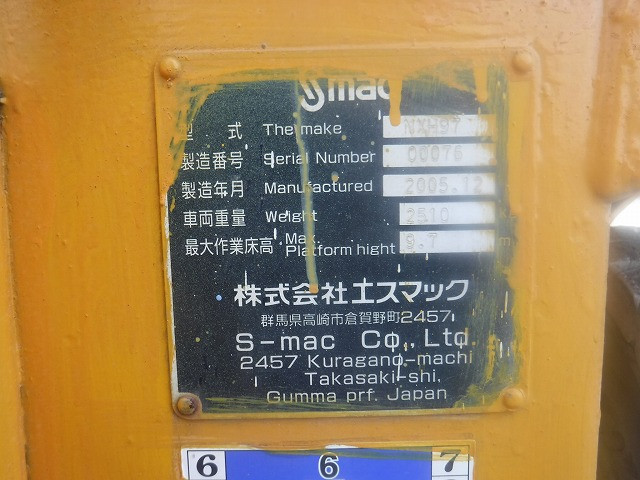 Smac
型 式 The make NXH97
製造番号 Serial Number 00076
製造年月 Manufactured 2005.12
車両重量 Weight 2510
最大作業床高 Max. Platform hight 9.7 m
株式会社エスマック
群馬県高崎市倉賀野町2457
S-mac Co., Ltd.
2457 Kuragano-machi
Takasaki-shi.
Gumma prf. Japan
6 6 7